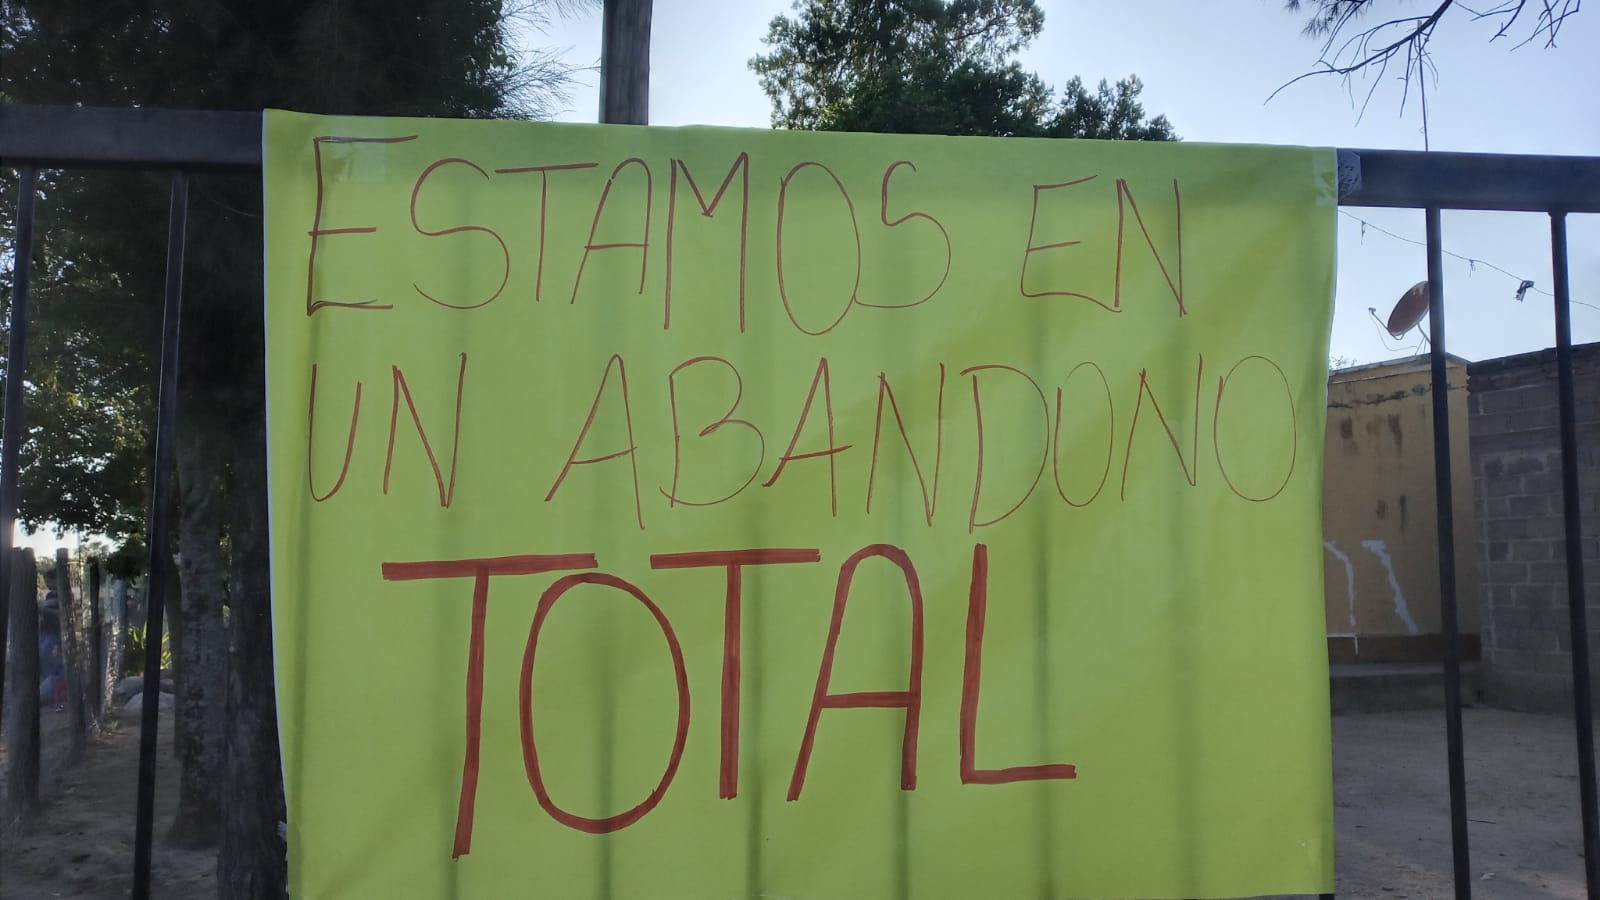 ESTAMOS EN
UN ABANDONO
TOTAL